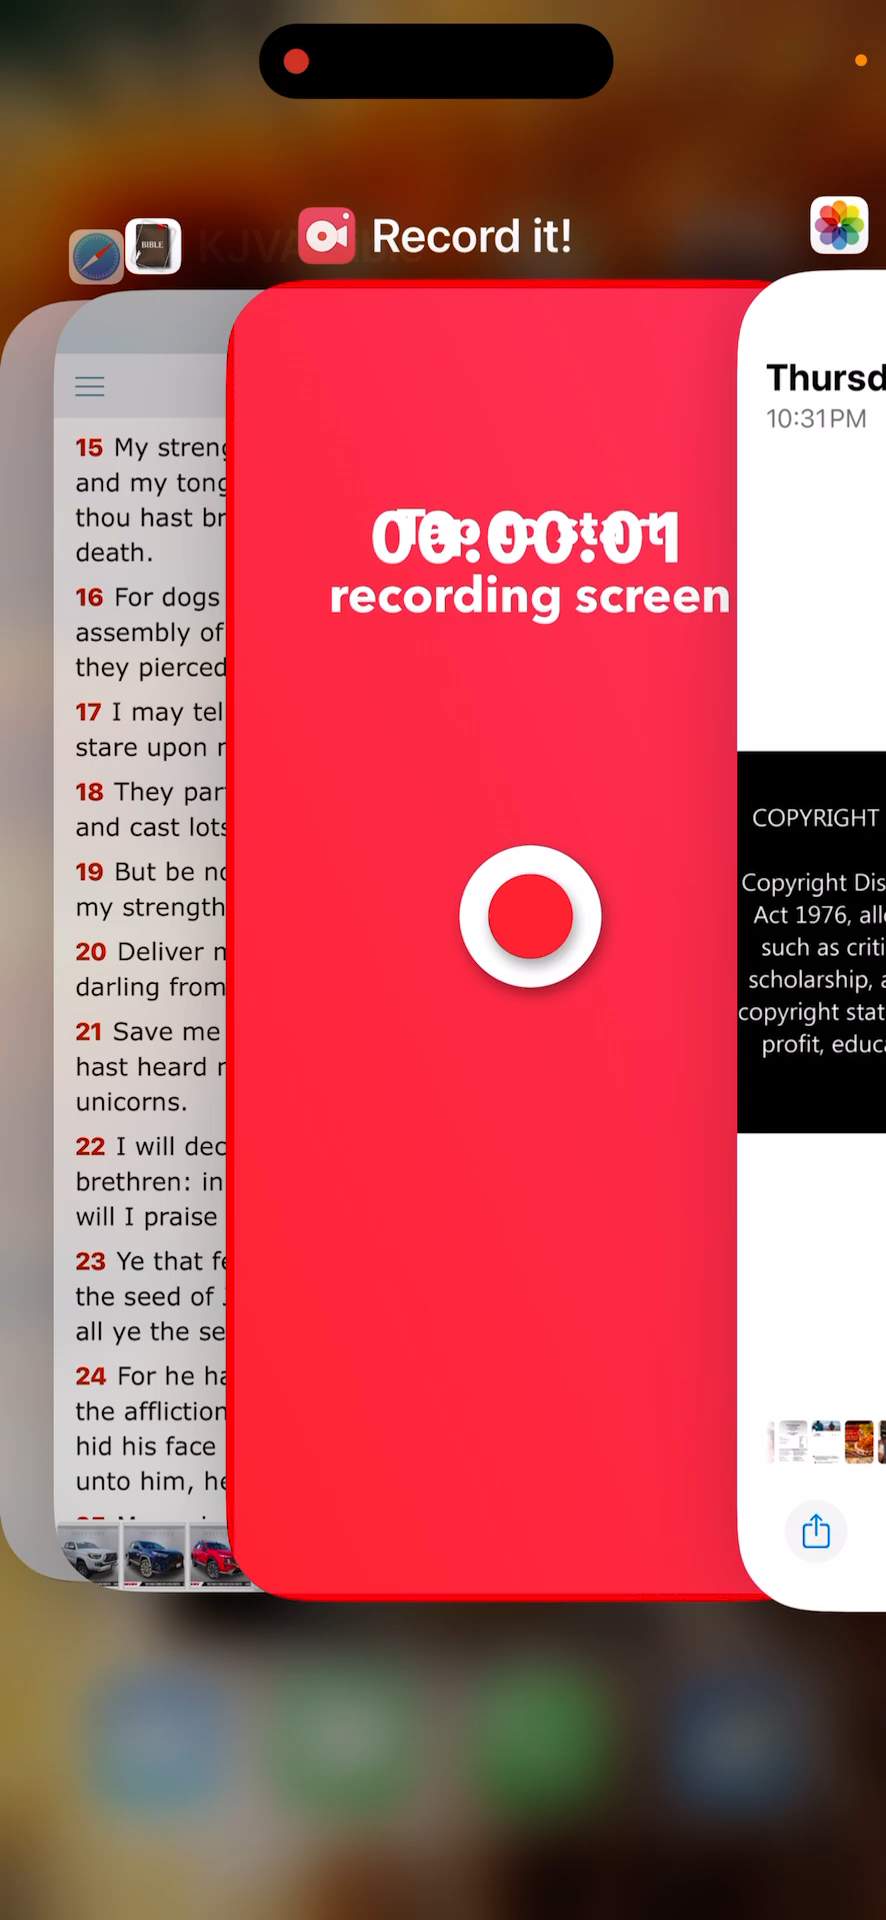 BIBLE
Record it!
15 My streng
and my tong
thou hast br
death.
16 For dogs
assembly of
they pierced
17 I may tel
stare upon
18 They par
and cast lots
19 But be no
my strength
20 Deliver
darling from
21 Save me
hast heard
unicorns.
22 I will dec
brethren: in
will I praise
23 Ye that fe
the seed of
all ye the se
24 For he ha
the affliction
hid his face
unto him, he
00:00:01
Tap to start
recording screen
Thursd
10:31PM
COPYRIGHT
Copyright Dis
Act 1976, all
such as criti
scholarship, a
copyright stat
profit, educa